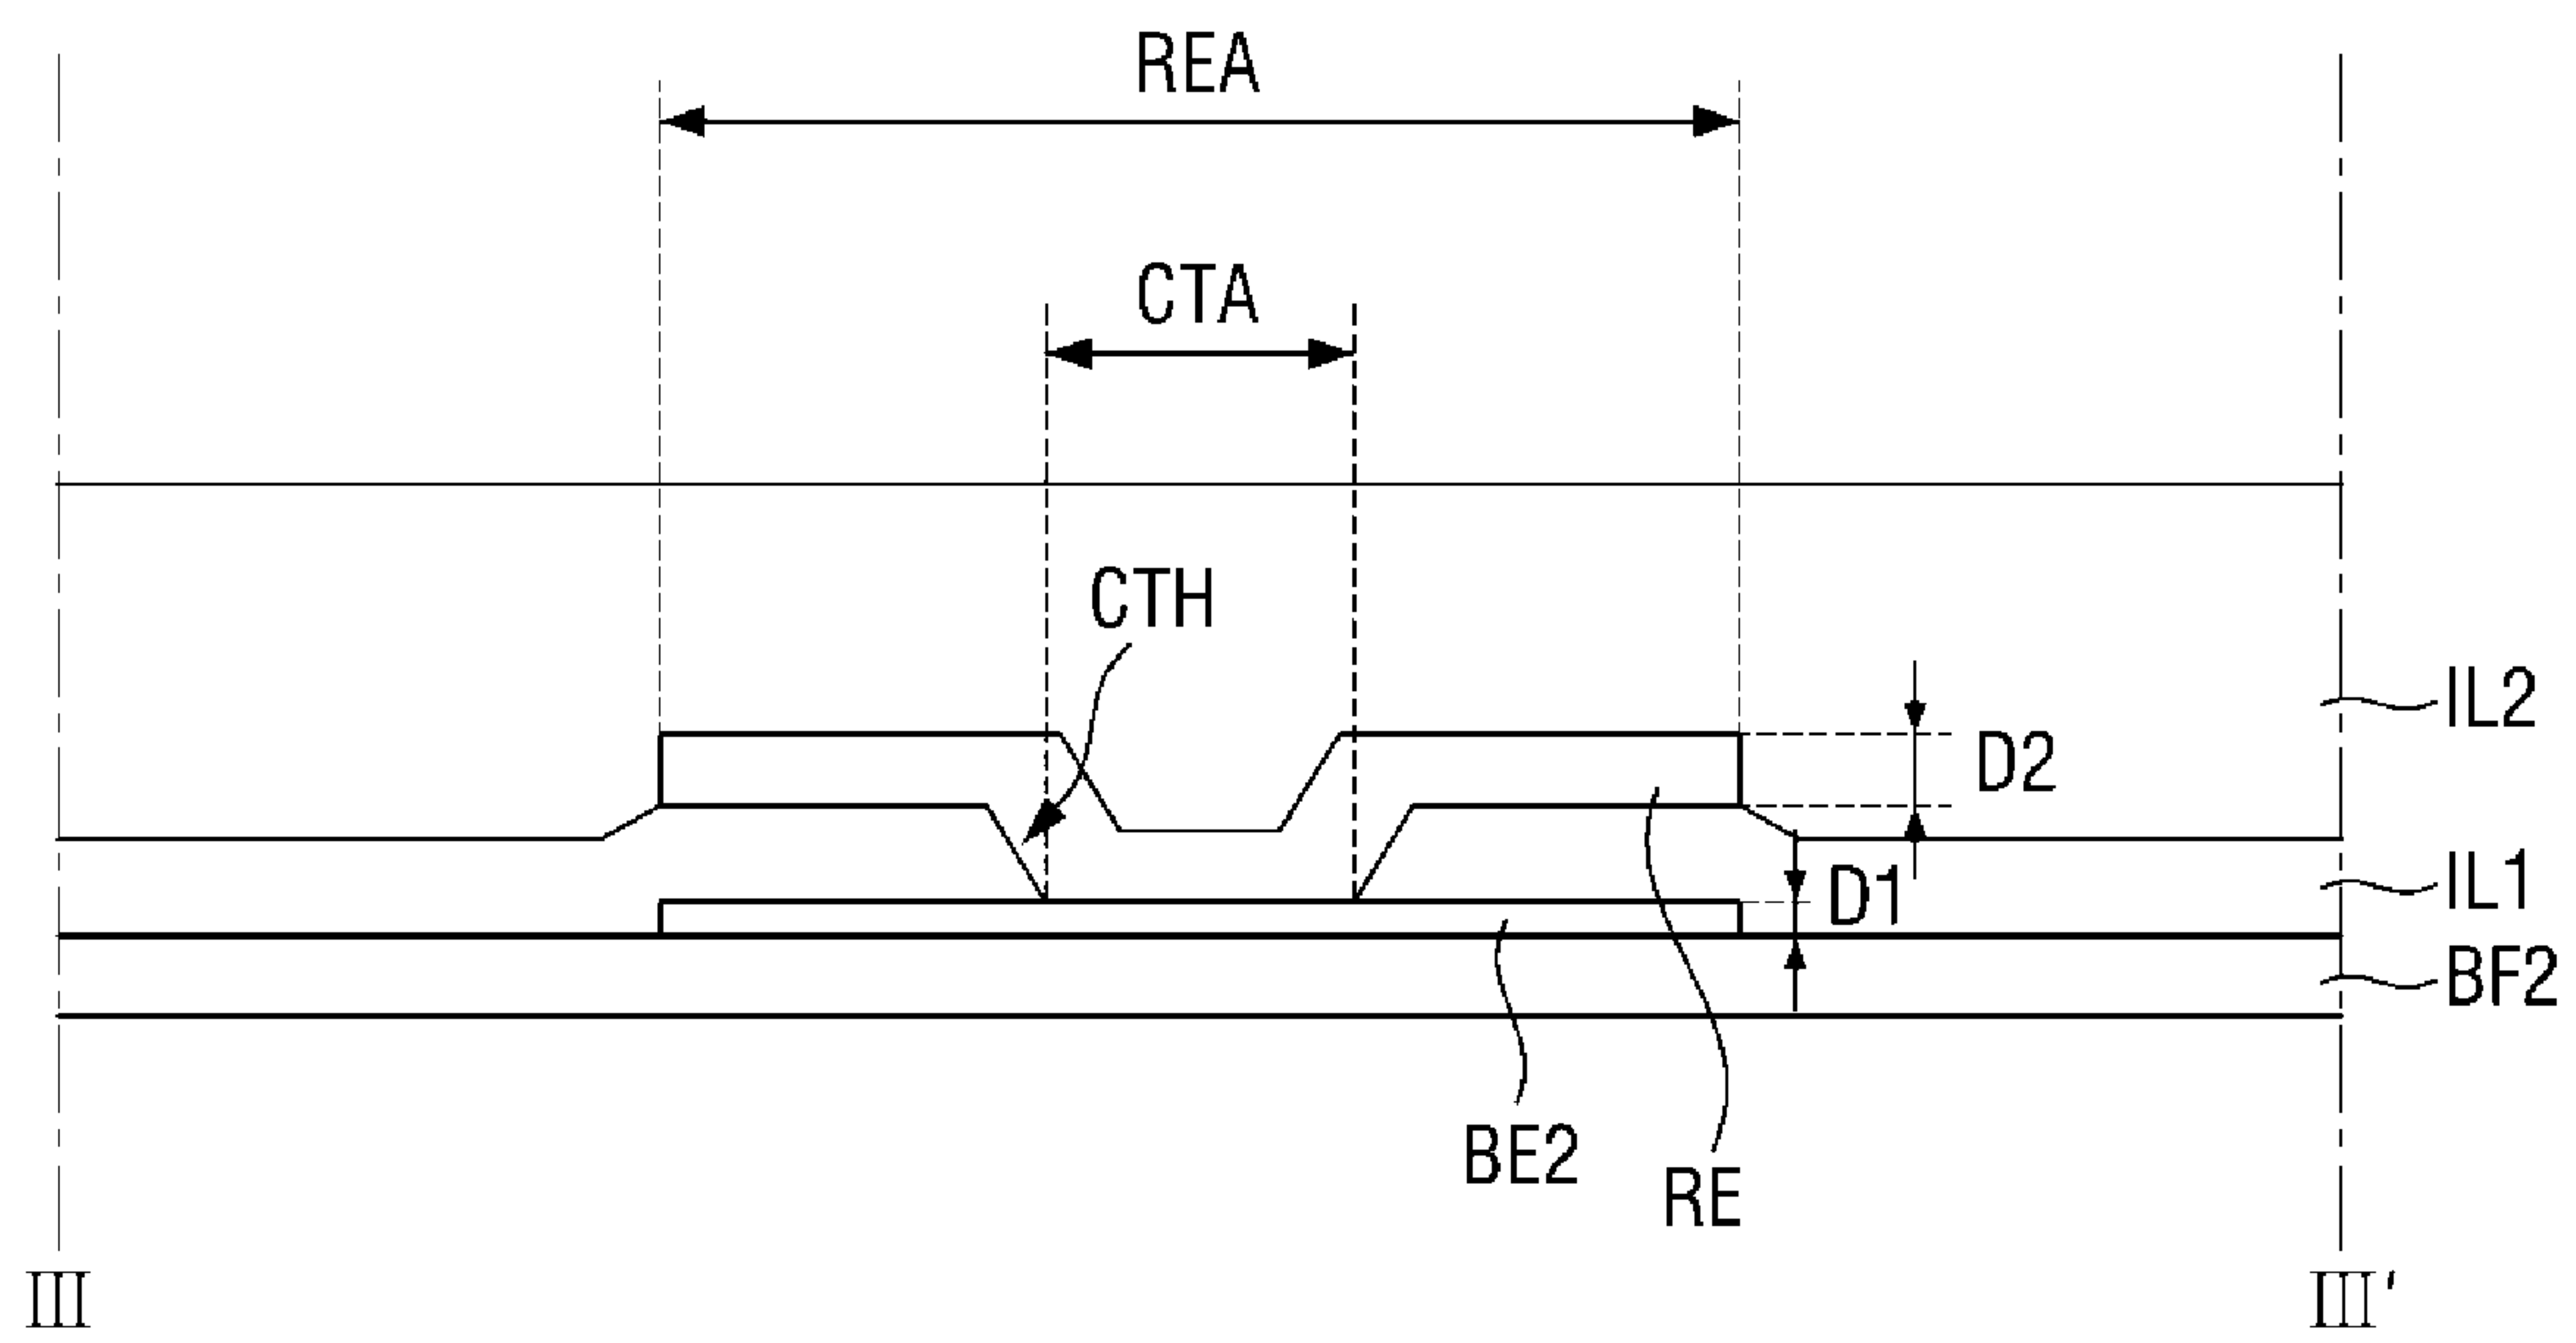 REA
CTA
CTH
IL2
D2
IL1
D1
BF2
BE2
RE
III
III'